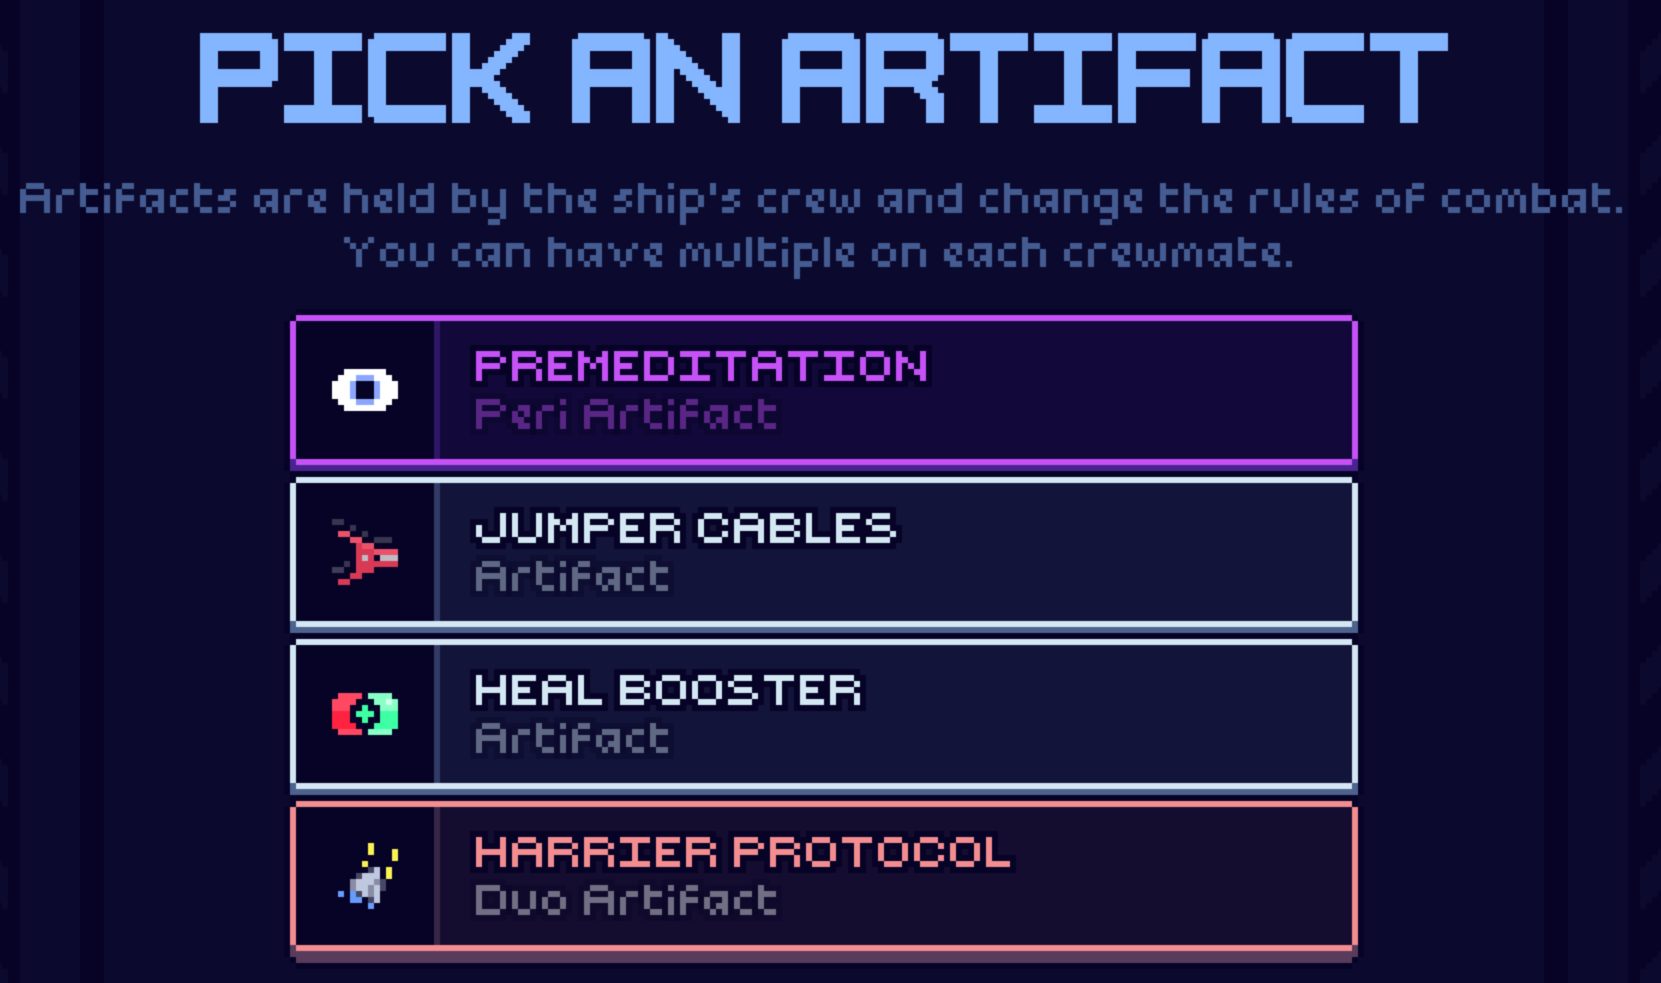 PICK AN ARTIFACT
Artifacts are held by the ship's crew and change the rules of combat.
You can have multiple on each crewmate.
PREMEDITATION
Peri Artifact
JUMPER CABLES
Artifact
HEAL BOOSTER
Artifact
HARRIER PROTOCOL
Duo Artifact